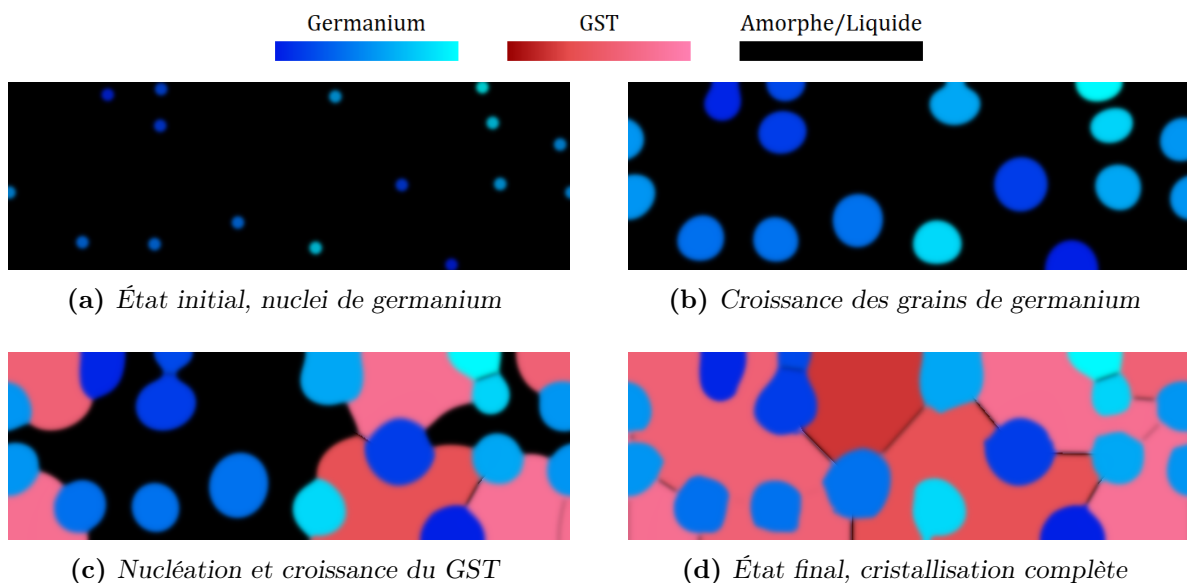 Germanium GST Amorphe/Liquide
(a) État initial, nuclei de germanium
(b) Croissance des grains de germanium
(c) Nucléation et croissance du GST
(d) État final, cristallisation complète